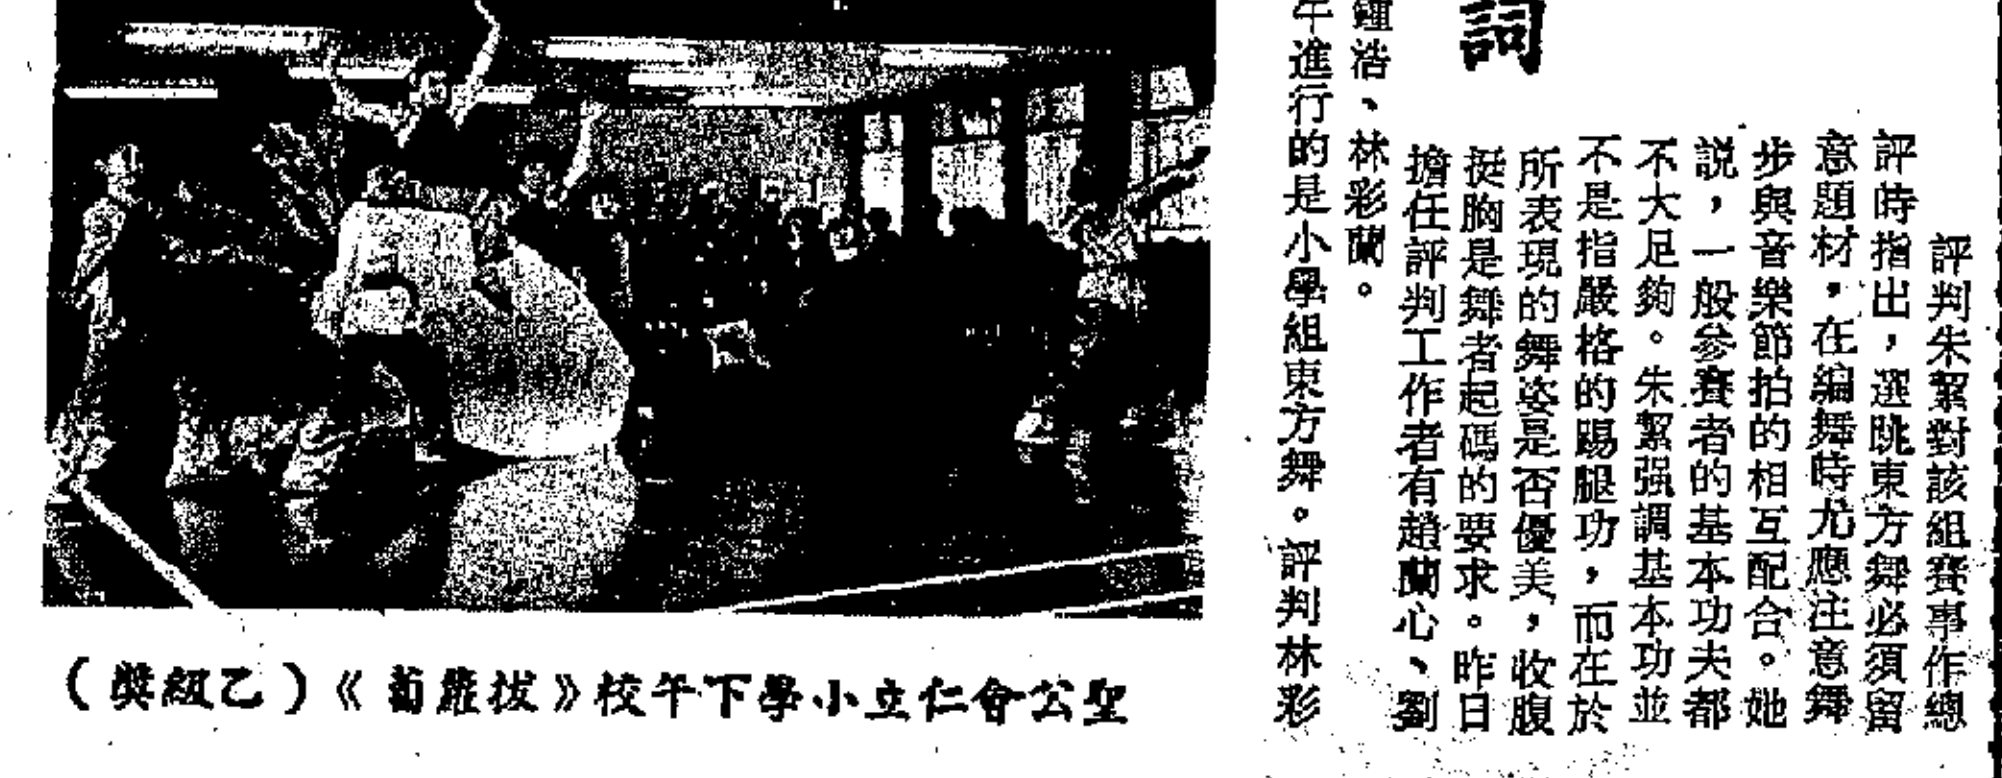 詞
評判朱絜對該組賽事作總
評時指出，選跳東方舞必須留
意題材，在編舞時尤應注意舞
步與音樂節拍的相互配合。她
説，一般參賽者的基本功夫都
不大足夠。朱絜强調基本功並
不是指嚴格的踢腿功，而在於
所表現的舞姿是否優美，收腹
挺胸是舞者起碼的要求。昨日
擔任評判工作者有趙蘭心、劉
鍾浩、林彩蘭。
午進行的是小學組東方舞。評判林彩
聖公會仁立小學下午校《拔蘿蔔》（乙級獎）